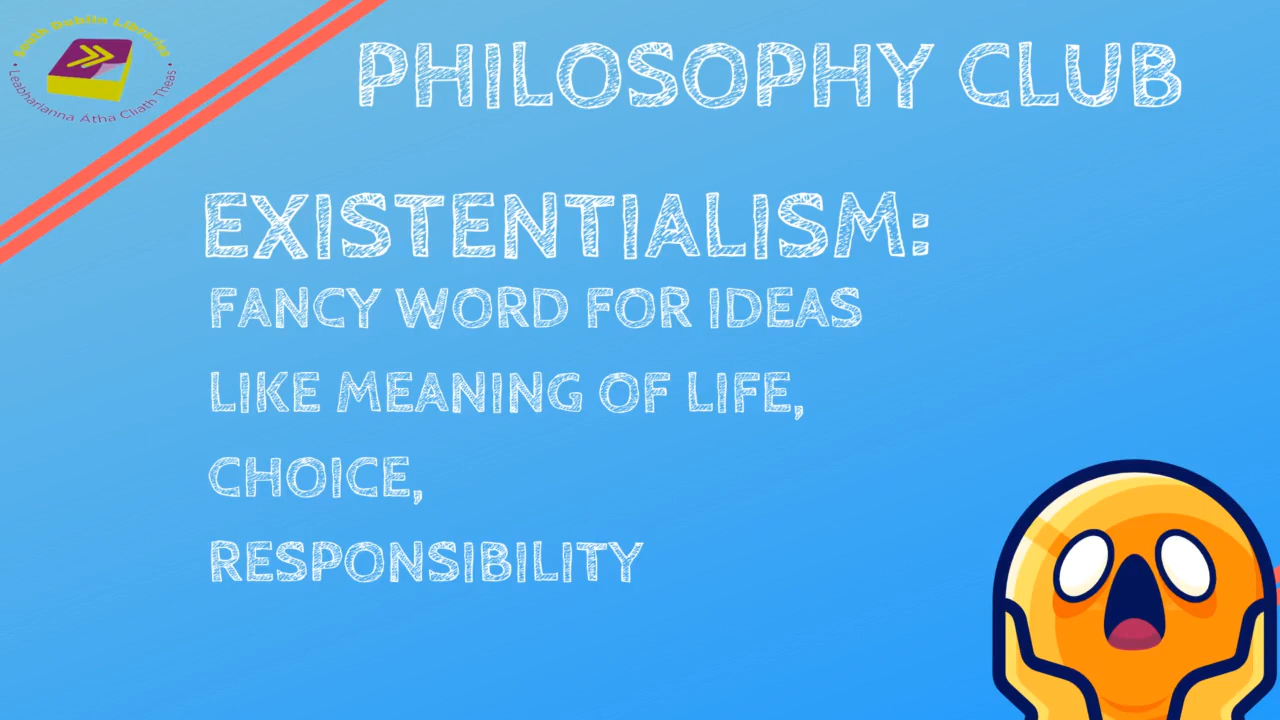 South Dublin Libraries
• Leabharlanna Átha Cliath Theas •
PHILOSOPHY CLUB
EXISTENTIALISM:
FANCY WORD FOR IDEAS
LIKE MEANING OF LIFE,
CHOICE,
RESPONSIBILITY